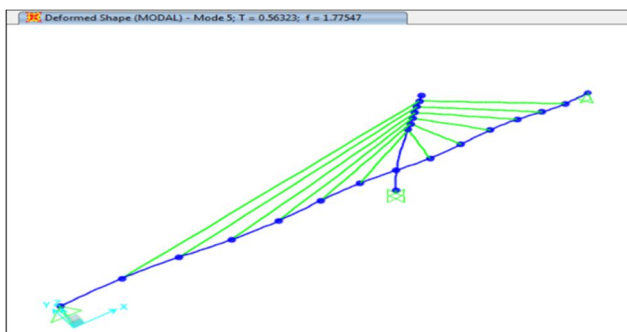 Deformed Shape (MODAL) - Mode 5; T = 0.56323; f = 1.77547
Y
X